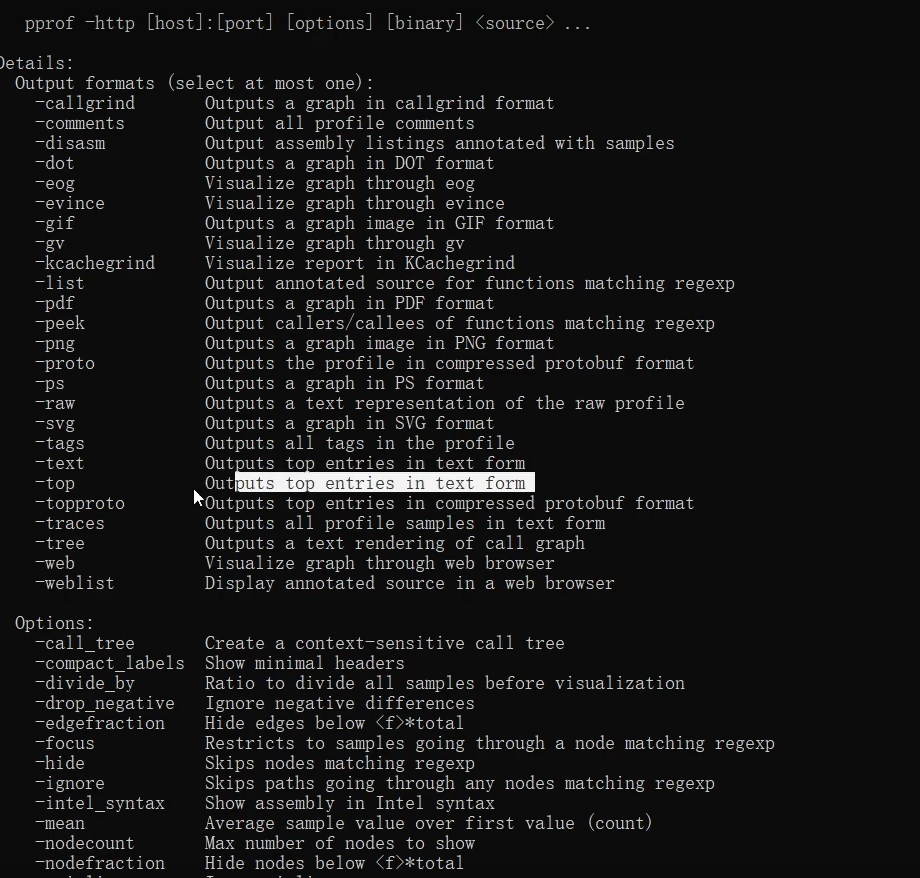 pprof -http [host]:[port] [options] [binary] <source> ...
Details:
Output formats (select at most one):
-callgrind Outputs a graph in callgrind format
-comments Output all profile comments
-disasm Output assembly listings annotated with samples
-dot Outputs a graph in DOT format
-eog Visualize graph through eog
-evince Visualize graph through evince
-gif Outputs a graph image in GIF format
-gv Visualize graph through gv
-kcachegrind Visualize report in KCachegrind
-list Output annotated source for functions matching regexp
-pdf Outputs a graph in PDF format
-peek Output callers/callees of functions matching regexp
-png Outputs a graph image in PNG format
-proto Outputs the profile in compressed protobuf format
-ps Outputs a graph in PS format
-raw Outputs a text representation of the raw profile
-svg Outputs a graph in SVG format
-tags Outputs all tags in the profile
-text Outputs top entries in text form
-top Outputs top entries in text form
-topproto Outputs top entries in compressed protobuf format
-traces Outputs all profile samples in text form
-tree Outputs a text rendering of call graph
-web Visualize graph through web browser
-weblist Display annotated source in a web browser
Options:
-call_tree Create a context-sensitive call tree
-compact_labels Show minimal headers
-divide_by Ratio to divide all samples before visualization
-drop_negative Ignore negative differences
-edgefraction Hide edges below <f>*total
-focus Restricts to samples going through a node matching regexp
-hide Skips nodes matching regexp
-ignore Skips paths going through any nodes matching regexp
-intel_syntax Show assembly in Intel syntax
-mean Average sample value over first value (count)
-nodecount Max number of nodes to show
-nodefraction Hide nodes below <f>*total